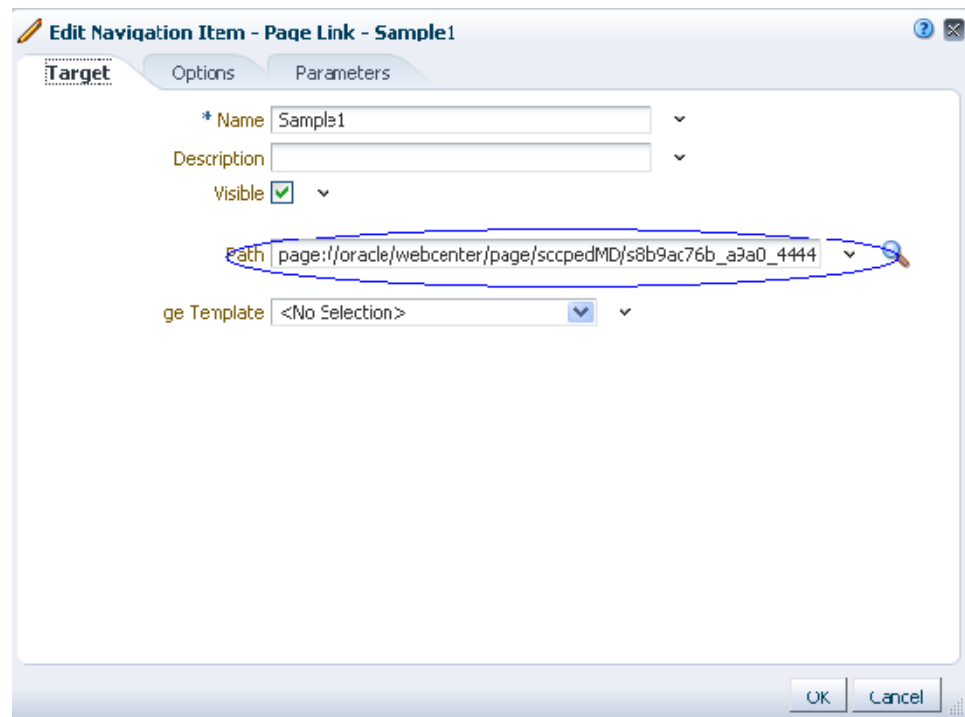 Edit Navigation Item - Page Link - Sample1
Target Options Parameters
* Name Sample1
Description
Visible
Path page://oracle/webcenter/page/sccpedMD/s8b9ac76b_a9a0_4444
ge Template <No Selection>
OK Cancel